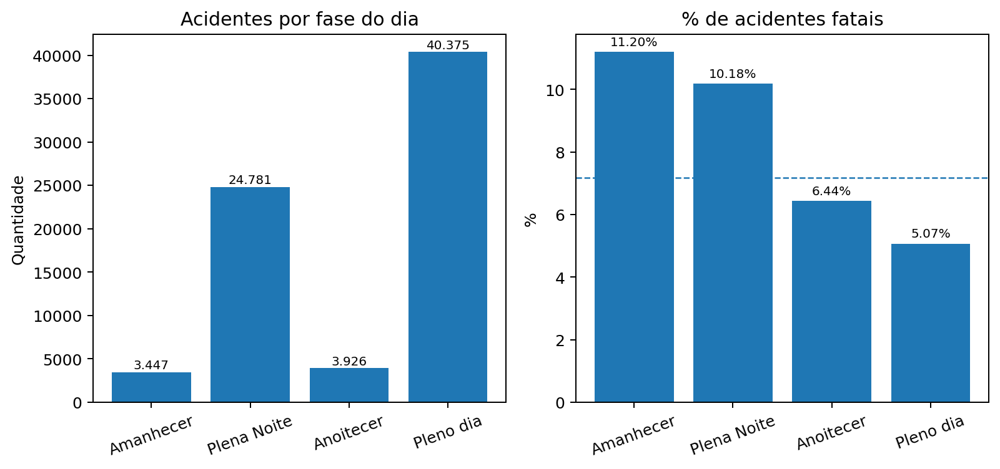 Acidentes por fase do dia
Quantidade
40000
35000
30000
25000
20000
15000
10000
5000
0
3.447
24.781
3.926
40.375
Amanhecer
Plena Noite
Anoitecer
Pleno dia
% de acidentes fatais
%
10
8
6
4
2
0
11.20%
10.18%
6.44%
5.07%
Amanhecer
Plena Noite
Anoitecer
Pleno dia